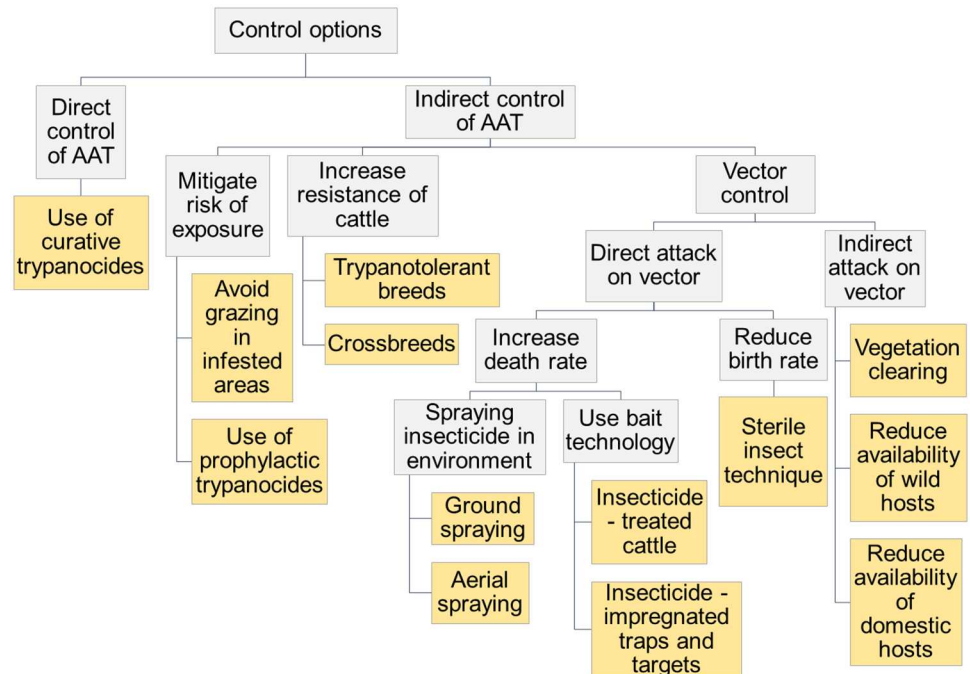 Control options
Direct
control
of AAT
Indirect control
of AAT
Use of
curative
trypanocides
Mitigate
risk of
exposure
Increase
resistance of
cattle
Vector
control
Avoid
grazing
in
infested
areas
Use of
prophylactic
trypanocides
Trypanotolerant
breeds
Crossbreeds
Direct attack
on vector
Indirect
attack on
vector
Increase
death rate
Reduce
birth rate
Spraying
insecticide in
environment
Use bait
technology
Ground
spraying
Aerial
spraying
Insecticide
- treated
cattle
Insecticide -
impregnated
traps and
targets
Sterile
insect
technique
Vegetation
clearing
Reduce
availability
of wild
hosts
Reduce
availability
of
domestic
hosts